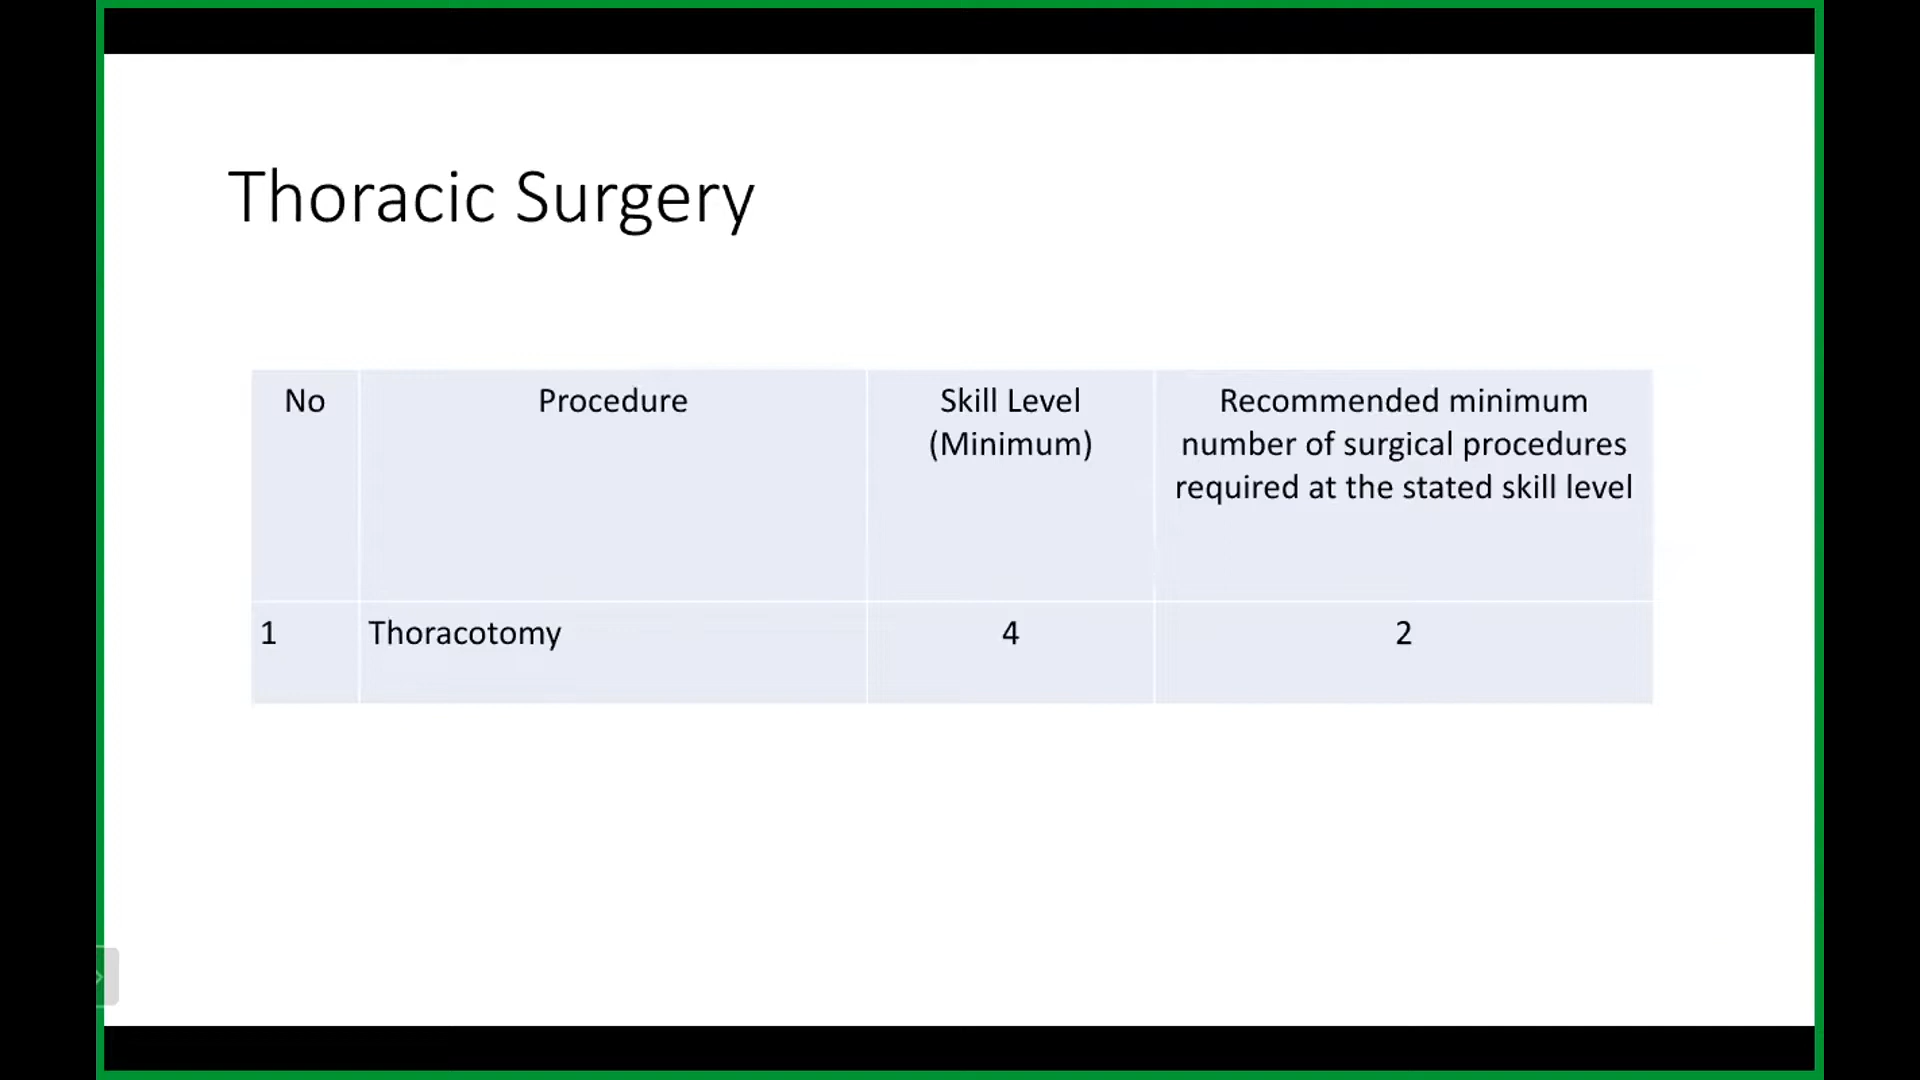 Thoracic Surgery
No
Procedure
Skill Level
(Minimum)
Recommended minimum
number of surgical procedures
required at the stated skill level
1
Thoracotomy
4
2